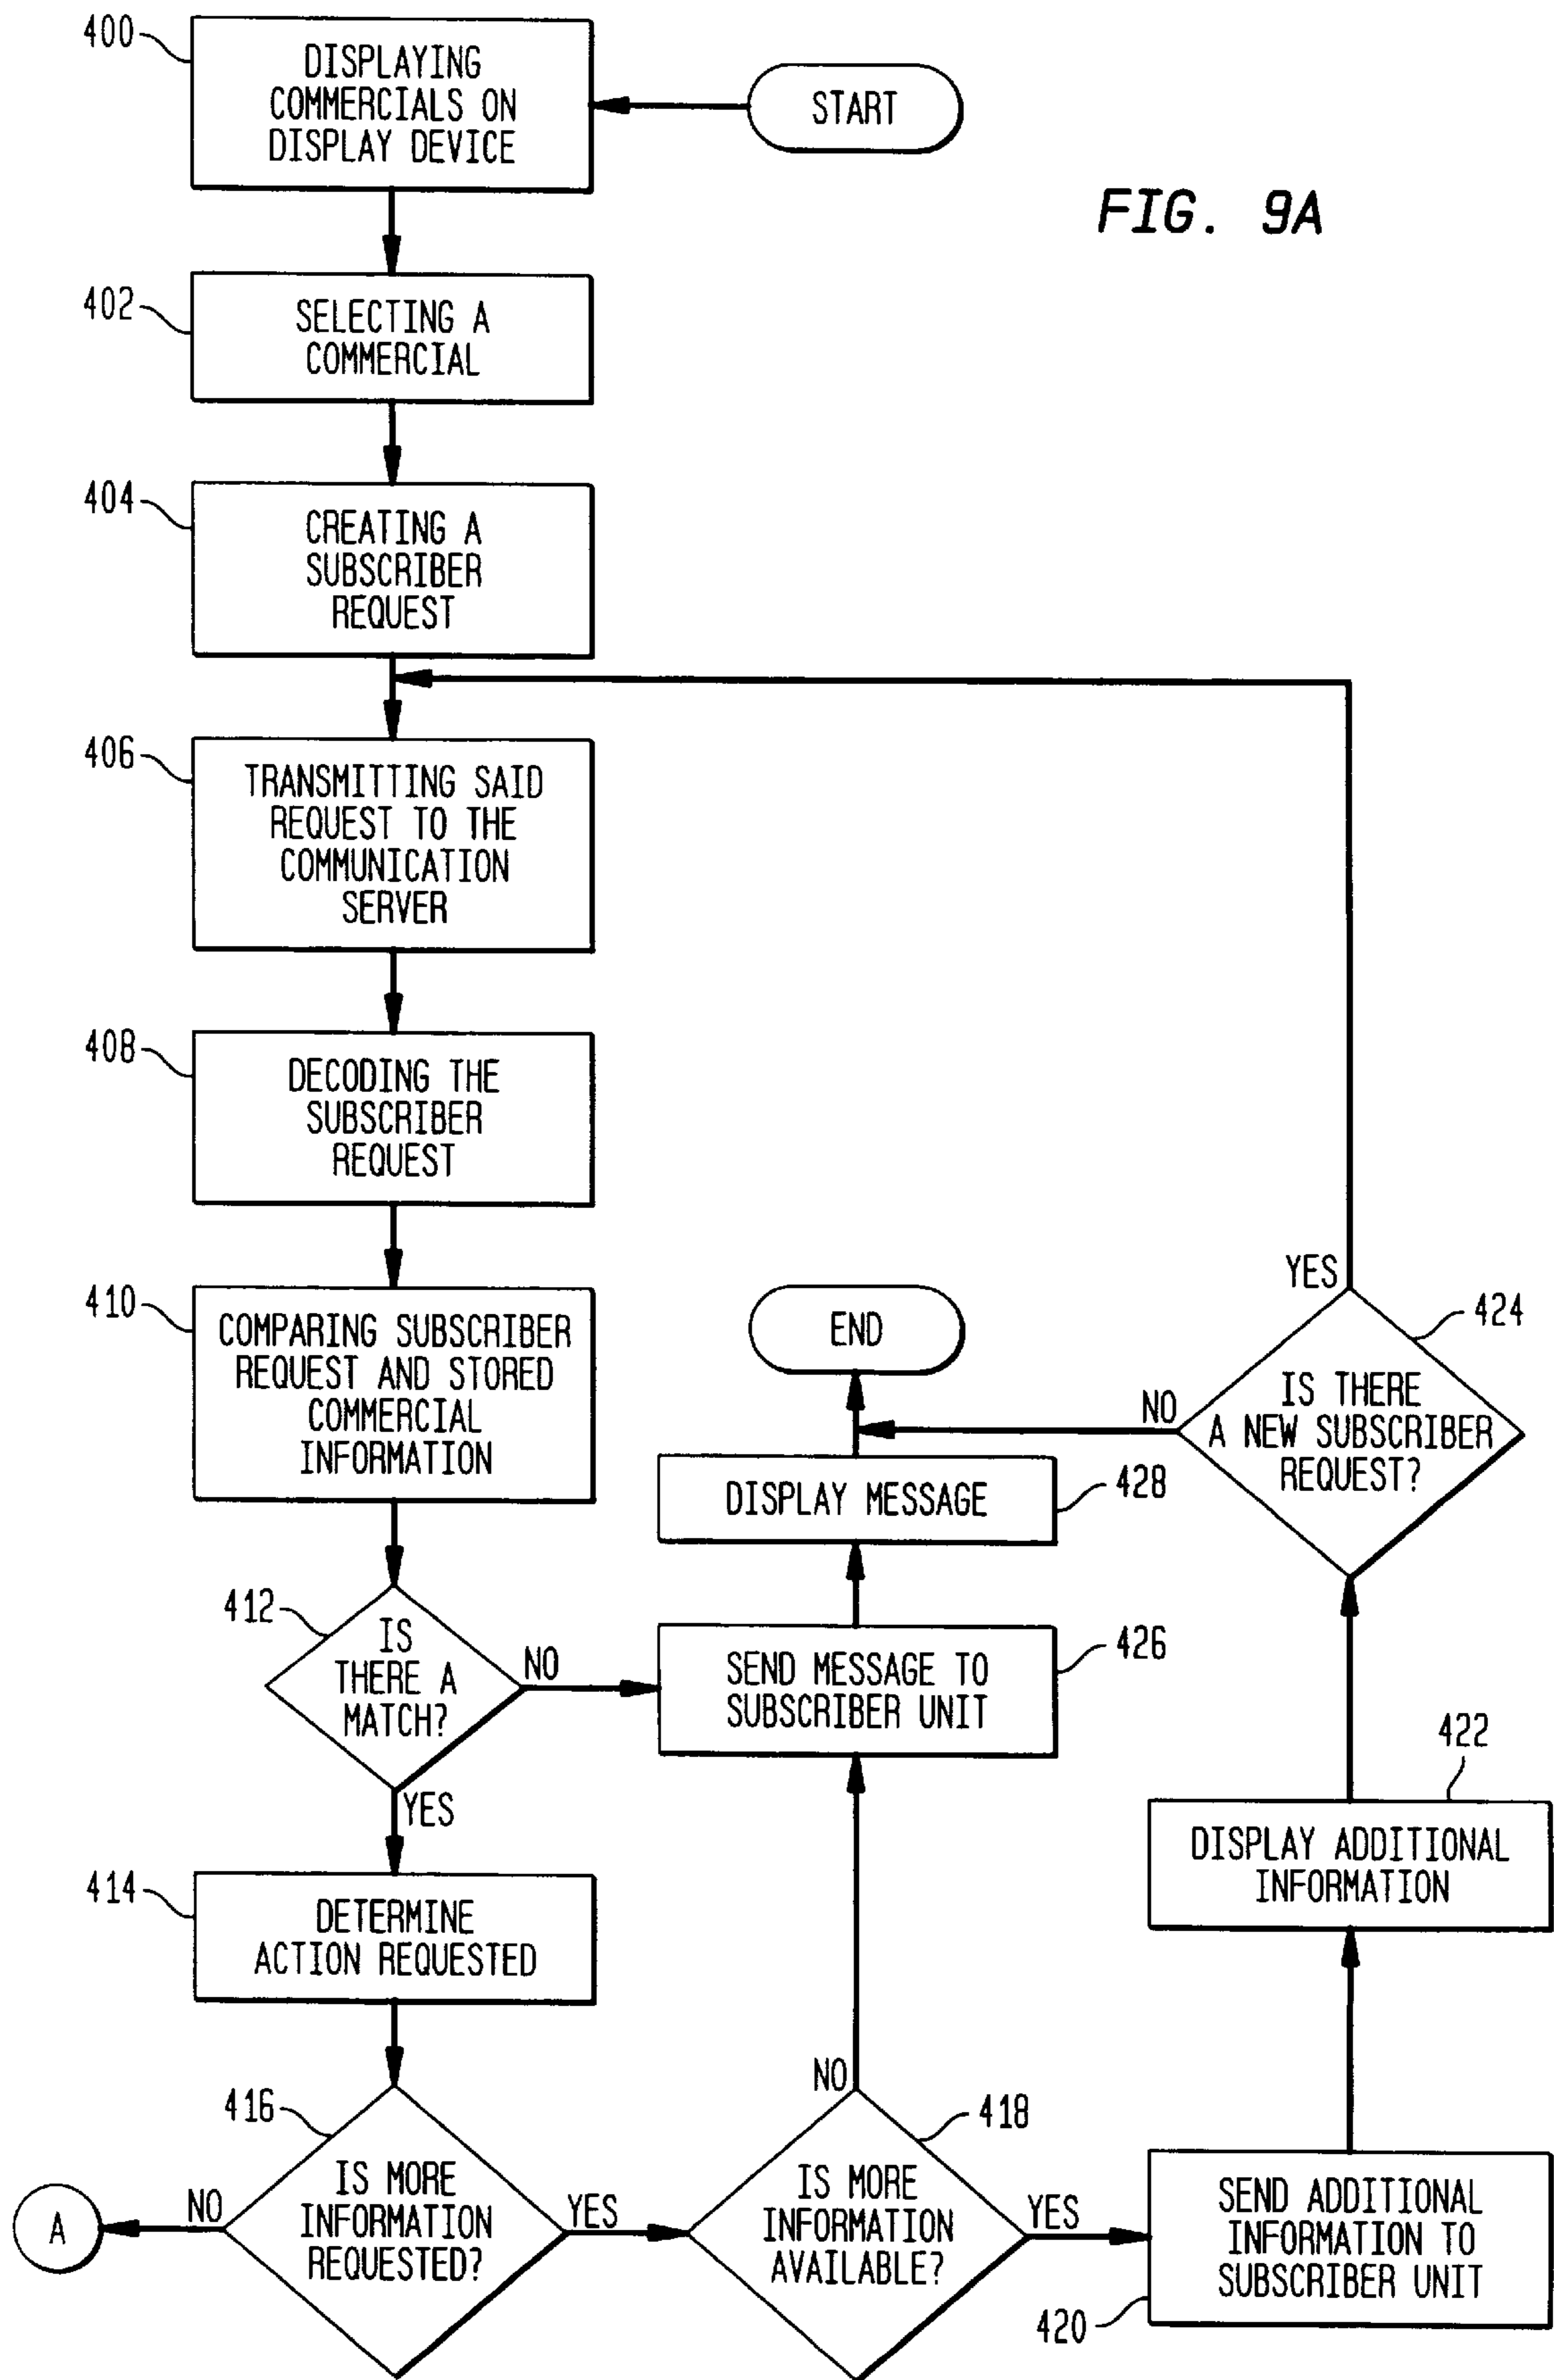 400
DISPLAYING
COMMERCIALS ON
DISPLAY DEVICE
START
FIG. 9A
402
SELECTING A
COMMERCIAL
404
CREATING A
SUBSCRIBER
REQUEST
406
TRANSMITTING SAID
REQUEST TO THE
COMMUNICATION
SERVER
408
DECODING THE
SUBSCRIBER
REQUEST
410
COMPARING SUBSCRIBER
REQUEST AND STORED
COMMERCIAL
INFORMATION
END
YES
424
IS THERE
A NEW SUBSCRIBER
REQUEST?
NO
DISPLAY MESSAGE
428
412
IS
THERE A
MATCH?
NO
SEND MESSAGE TO
SUBSCRIBER UNIT
426
YES
422
DISPLAY ADDITIONAL
INFORMATION
414
DETERMINE
ACTION REQUESTED
416
IS MORE
INFORMATION
REQUESTED?
NO
A
YES
NO
418
IS MORE
INFORMATION
AVAILABLE?
YES
SEND ADDITIONAL
INFORMATION TO
SUBSCRIBER UNIT
420